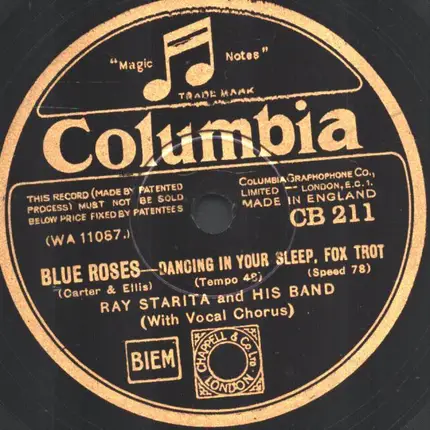 "Magic Notes"
TRADE MARK
Columbia
THIS RECORD (MADE BY PATENTED
PROCESS) MUST NOT BE SOLD
BELOW PRICE FIXED BY PATENTEES
(WA 11087.)
COLUMBIA GRAPHOPHONE CO.,
LIMITED — LONDON, E.C.1.
MADE IN ENGLAND
CB 211
BLUE ROSES—DANCING IN YOUR SLEEP, FOX TROT
(Carter & Ellis) (Tempo 48) (Speed 78)
RAY STARITA and HIS BAND
(With Vocal Chorus)
BIEM
CHAPPELL & Co. LTD
LONDON